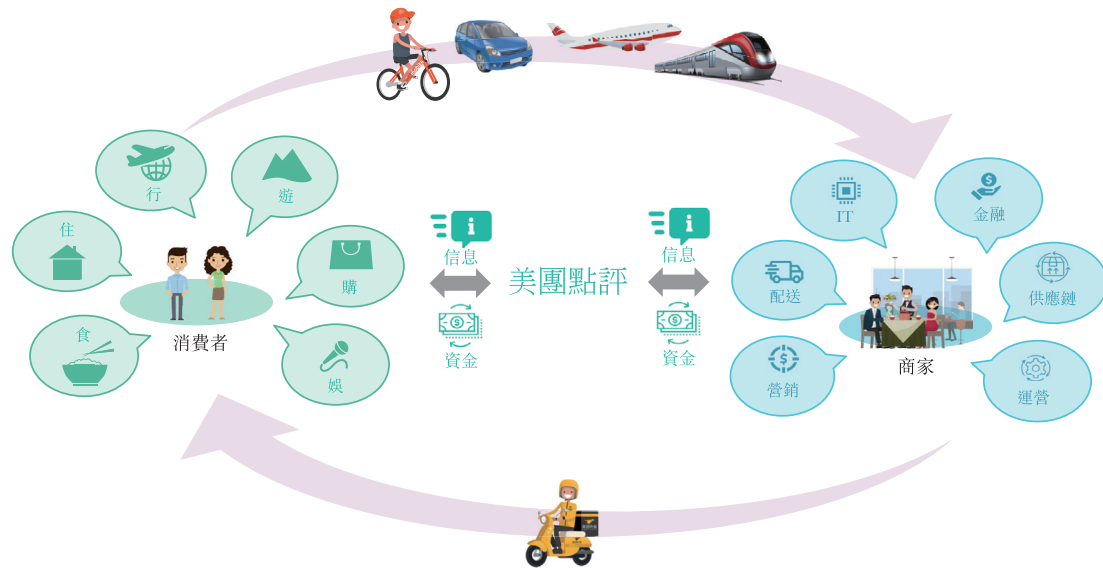 行
遊
住
購
食
娛
消費者
信息
資金
美團點評
信息
資金
IT
金融
配送
供應鏈
營銷
運營
商家